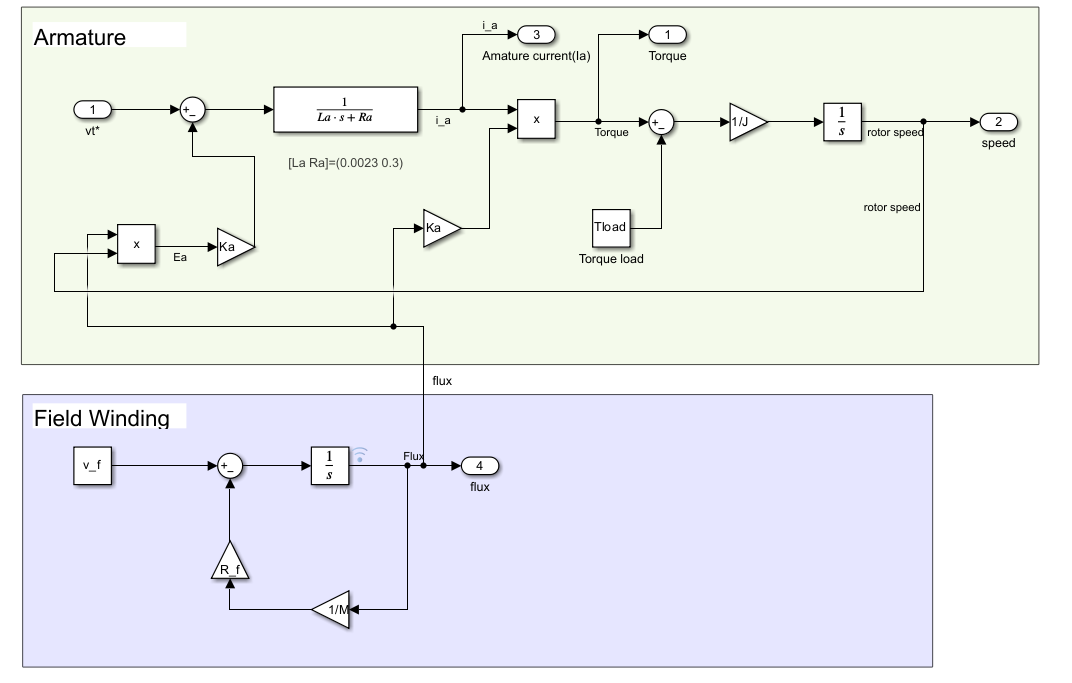 Armature
i_a
3
Amature current(Ia)
1
Torque
1
vt*
+
_
1
La · s + Ra
i_a
x
Torque
+
_
1/J
1
s
rotor speed
2
speed
[La Ra]=(0.0023 0.3)
rotor speed
x
Ea
Ka
Ka
Tload
Torque load
flux
Field Winding
v_f
+
_
1
s
Flux
4
flux
R_f
1/M